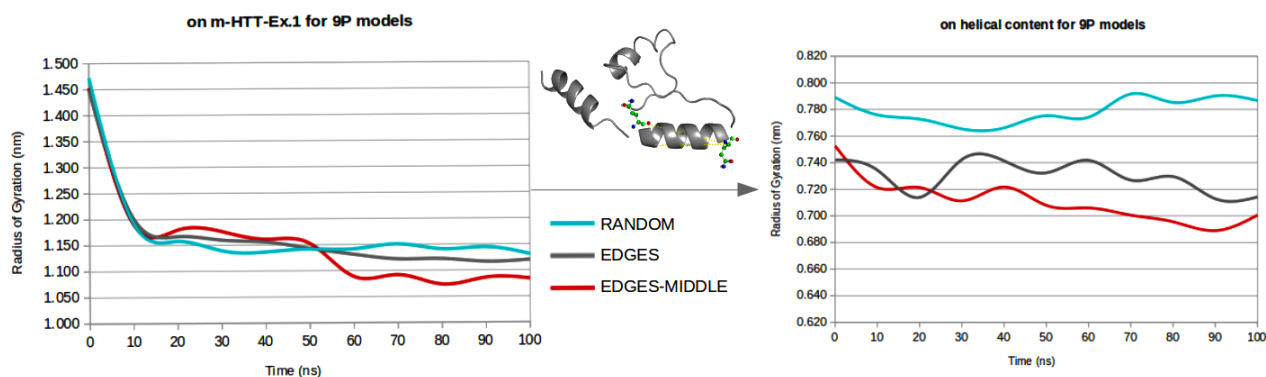 on m-HTT-Ex.1 for 9P models
Radius of Gyration (nm)
1.500
1.450
1.400
1.350
1.300
1.250
1.200
1.150
1.100
1.050
1.000
0 10 20 30 40 50 60 70 80 90 100
Time (ns)
RANDOM
EDGES
EDGES-MIDDLE
on helical content for 9P models
Radius of Gyration (nm)
0.820
0.800
0.780
0.760
0.740
0.720
0.700
0.680
0.660
0.640
0.620
0 10 20 30 40 50 60 70 80 90 100
Time (ns)